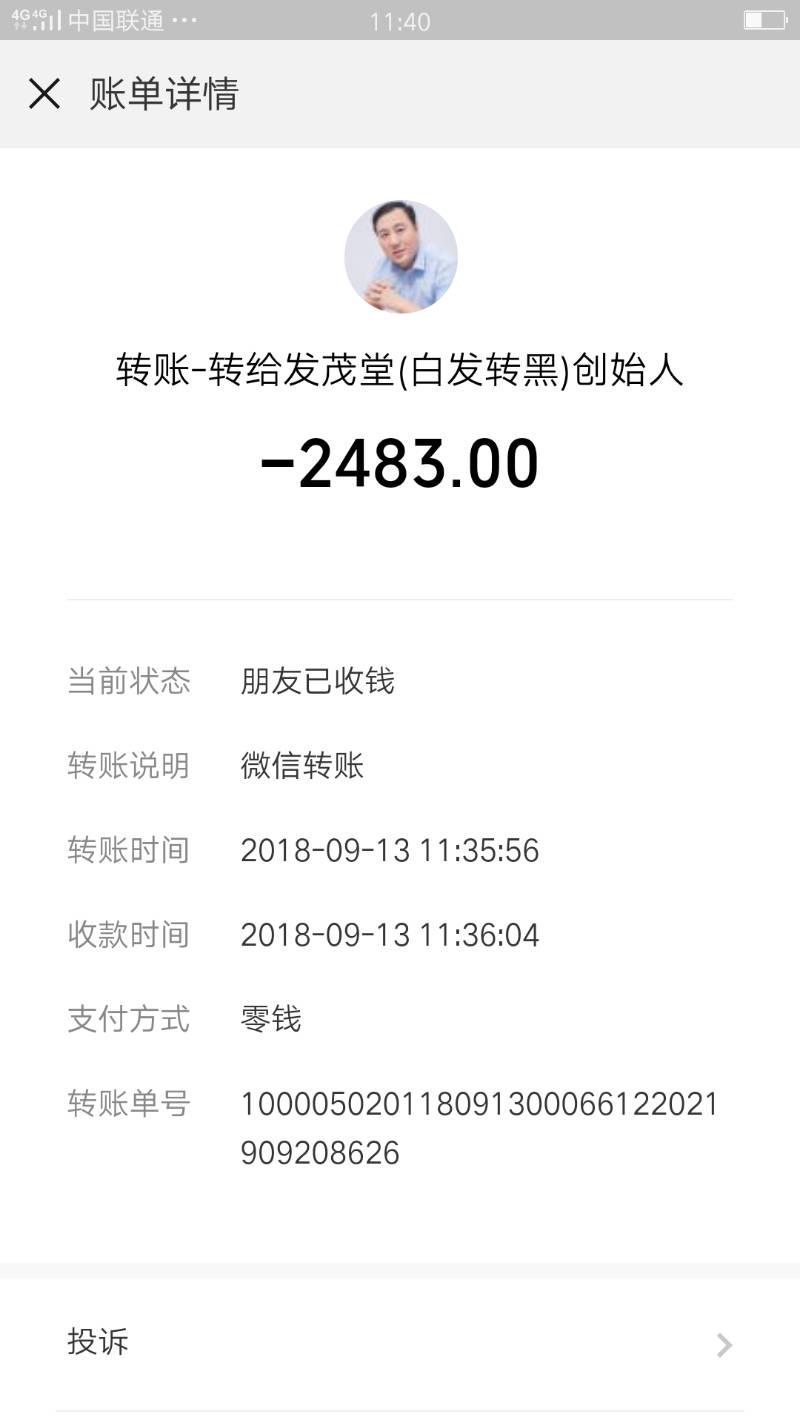 4G 4G 中国联通 ··· 11:40
账单详情
转账-转给发茂堂(白发转黑)创始人
-2483.00
当前状态 朋友已收钱
转账说明 微信转账
转账时间 2018-09-13 11:35:56
收款时间 2018-09-13 11:36:04
支付方式 零钱
转账单号 100005020118091300066122021
909208626
投诉